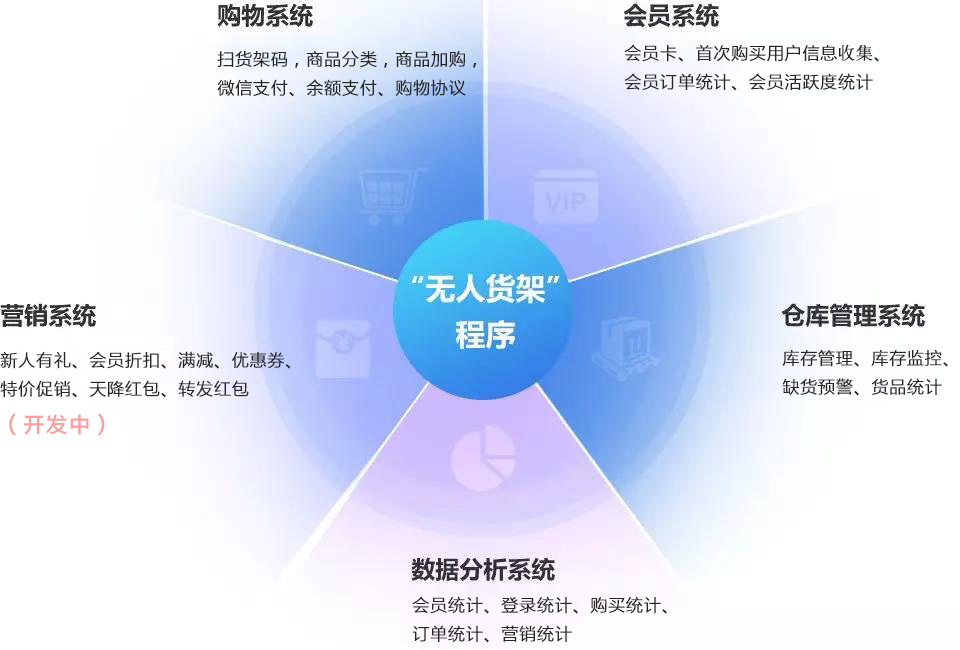 购物系统
扫货架码，商品分类，商品加购，
微信支付、余额支付、购物协议
会员系统
会员卡、首次购买用户信息收集、
会员订单统计、会员活跃度统计
VIP
“无人货架”
程序
营销系统
新人有礼、会员折扣、满减、优惠券、
特价促销、天降红包、转发红包
（开发中）
¥
仓库管理系统
库存管理、库存监控、
缺货预警、货品统计
数据分析系统
会员统计、登录统计、购买统计、
订单统计、营销统计